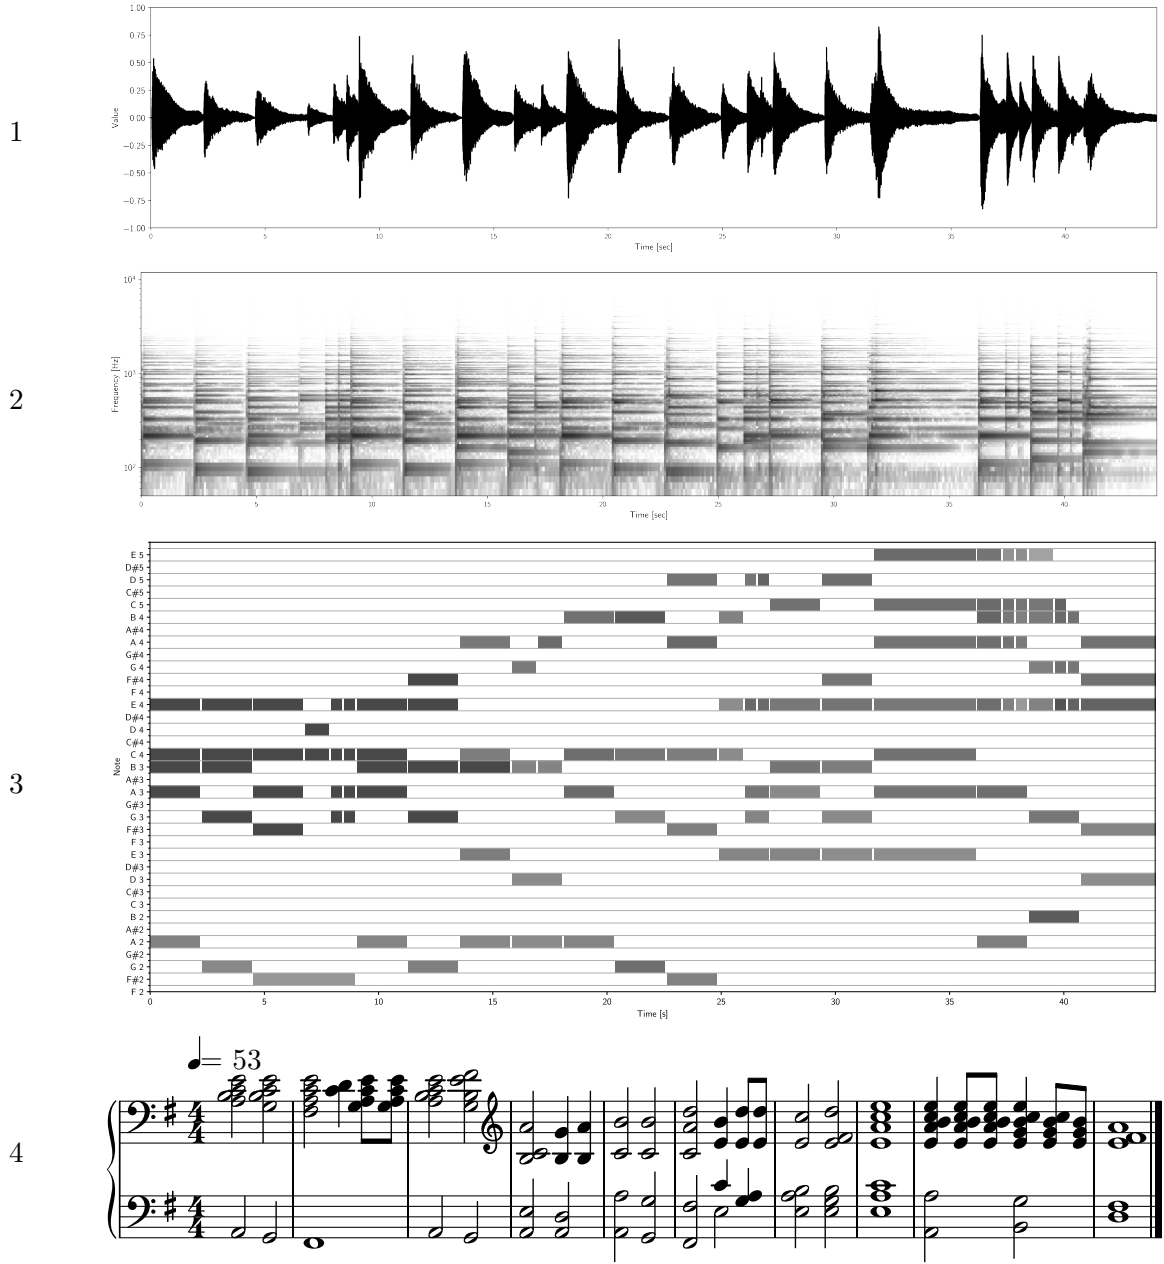 1
1.00
0.75
0.50
0.25
0.00
−0.25
−0.50
−0.75
−1.00
Value
0 5 10 15 20 25 30 35 40
Time [sec]
2
10⁴
10³
10²
Frequency [Hz]
0 5 10 15 20 25 30 35 40
Time [sec]
3
E 5
D#5
D 5
C#5
C 5
B 4
A#4
A 4
G#4
G 4
F#4
F 4
E 4
D#4
D 4
C#4
C 4
B 3
A#3
A 3
G#3
G 3
F#3
F 3
E 3
D#3
D 3
C#3
C 3
B 2
A#2
A 2
G#2
G 2
F#2
F 2
Note
0 5 10 15 20 25 30 35 40
Time [s]
4
♩= 53
4
4
4
4